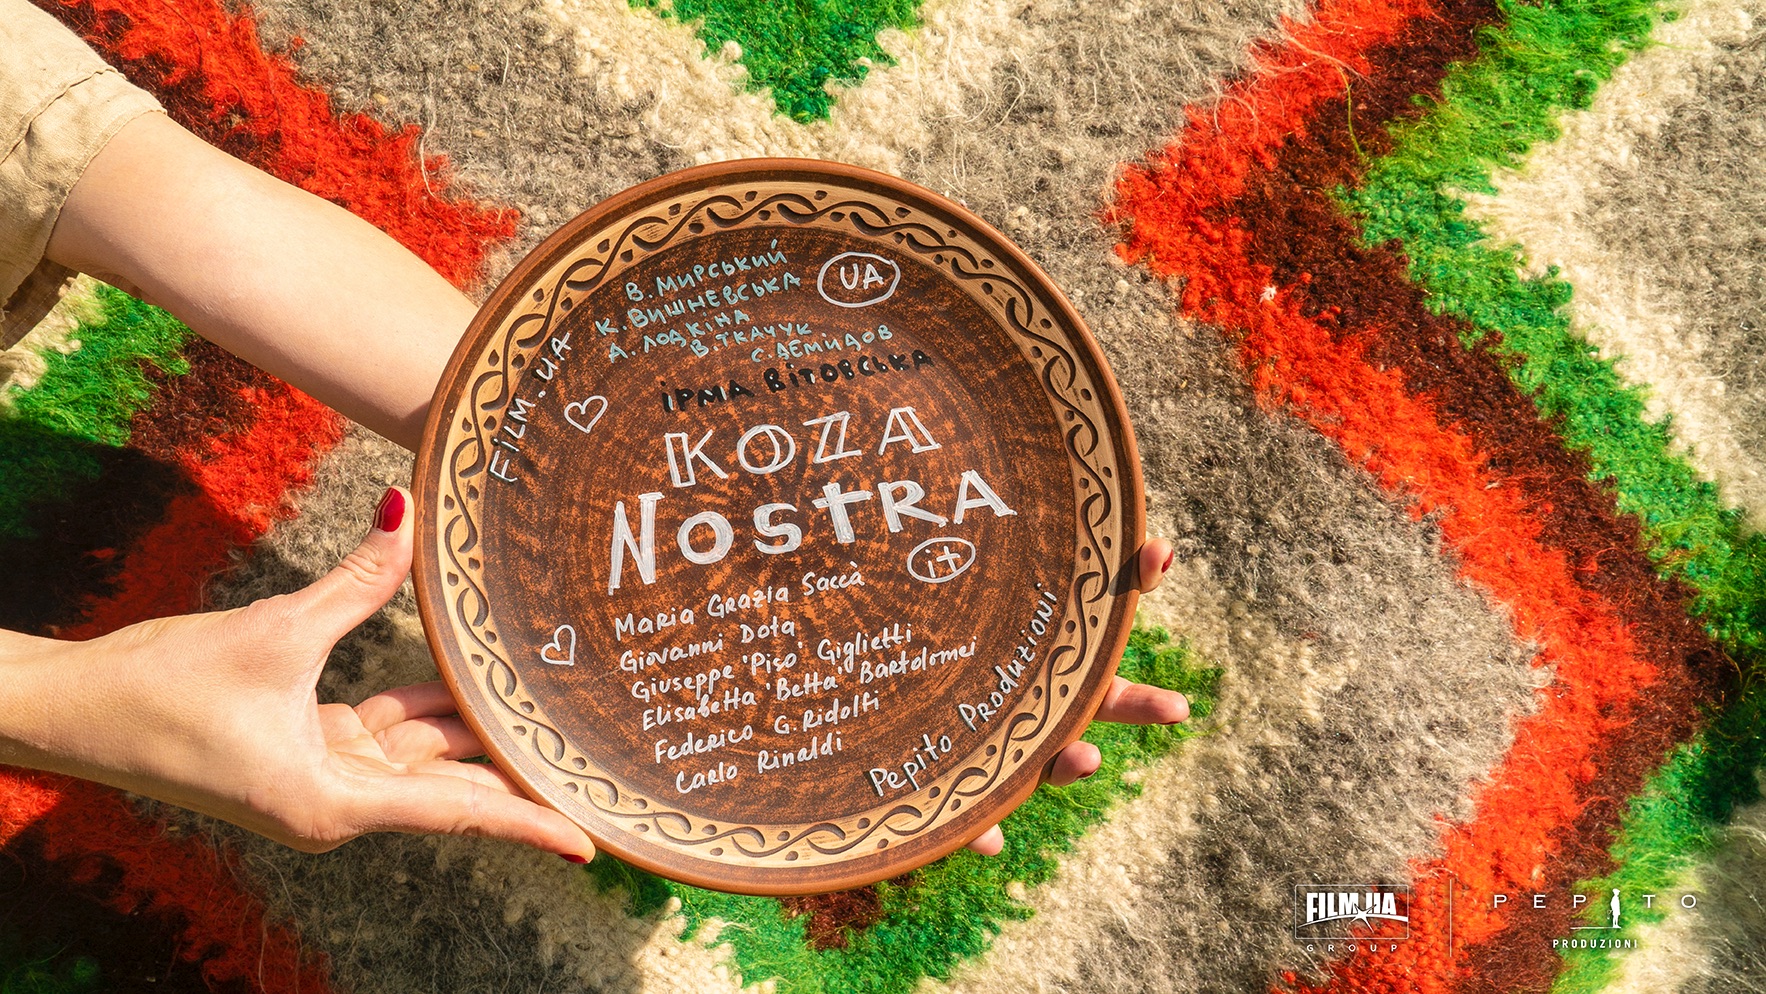 В. МИРСЬКИЙ
UA
К. ВИШНЕВСЬКА
А. ЛОДКІНА
В. ТКАЧУК
С. ДЕМИДОВ
ІРМА ВІТОВСЬКА
FILM.UA
KOZA
NOSTRA
it
Maria Grazia Saccà
Giovanni Dota
Giuseppe 'Piso' Giglietti
Elisabetta 'Betta' Bartolomei
Federico G. Ridolfi
Carlo Rinaldi
Pepito Produzioni
FILM.UA
GROUP
PEPITO
PRODUZIONI